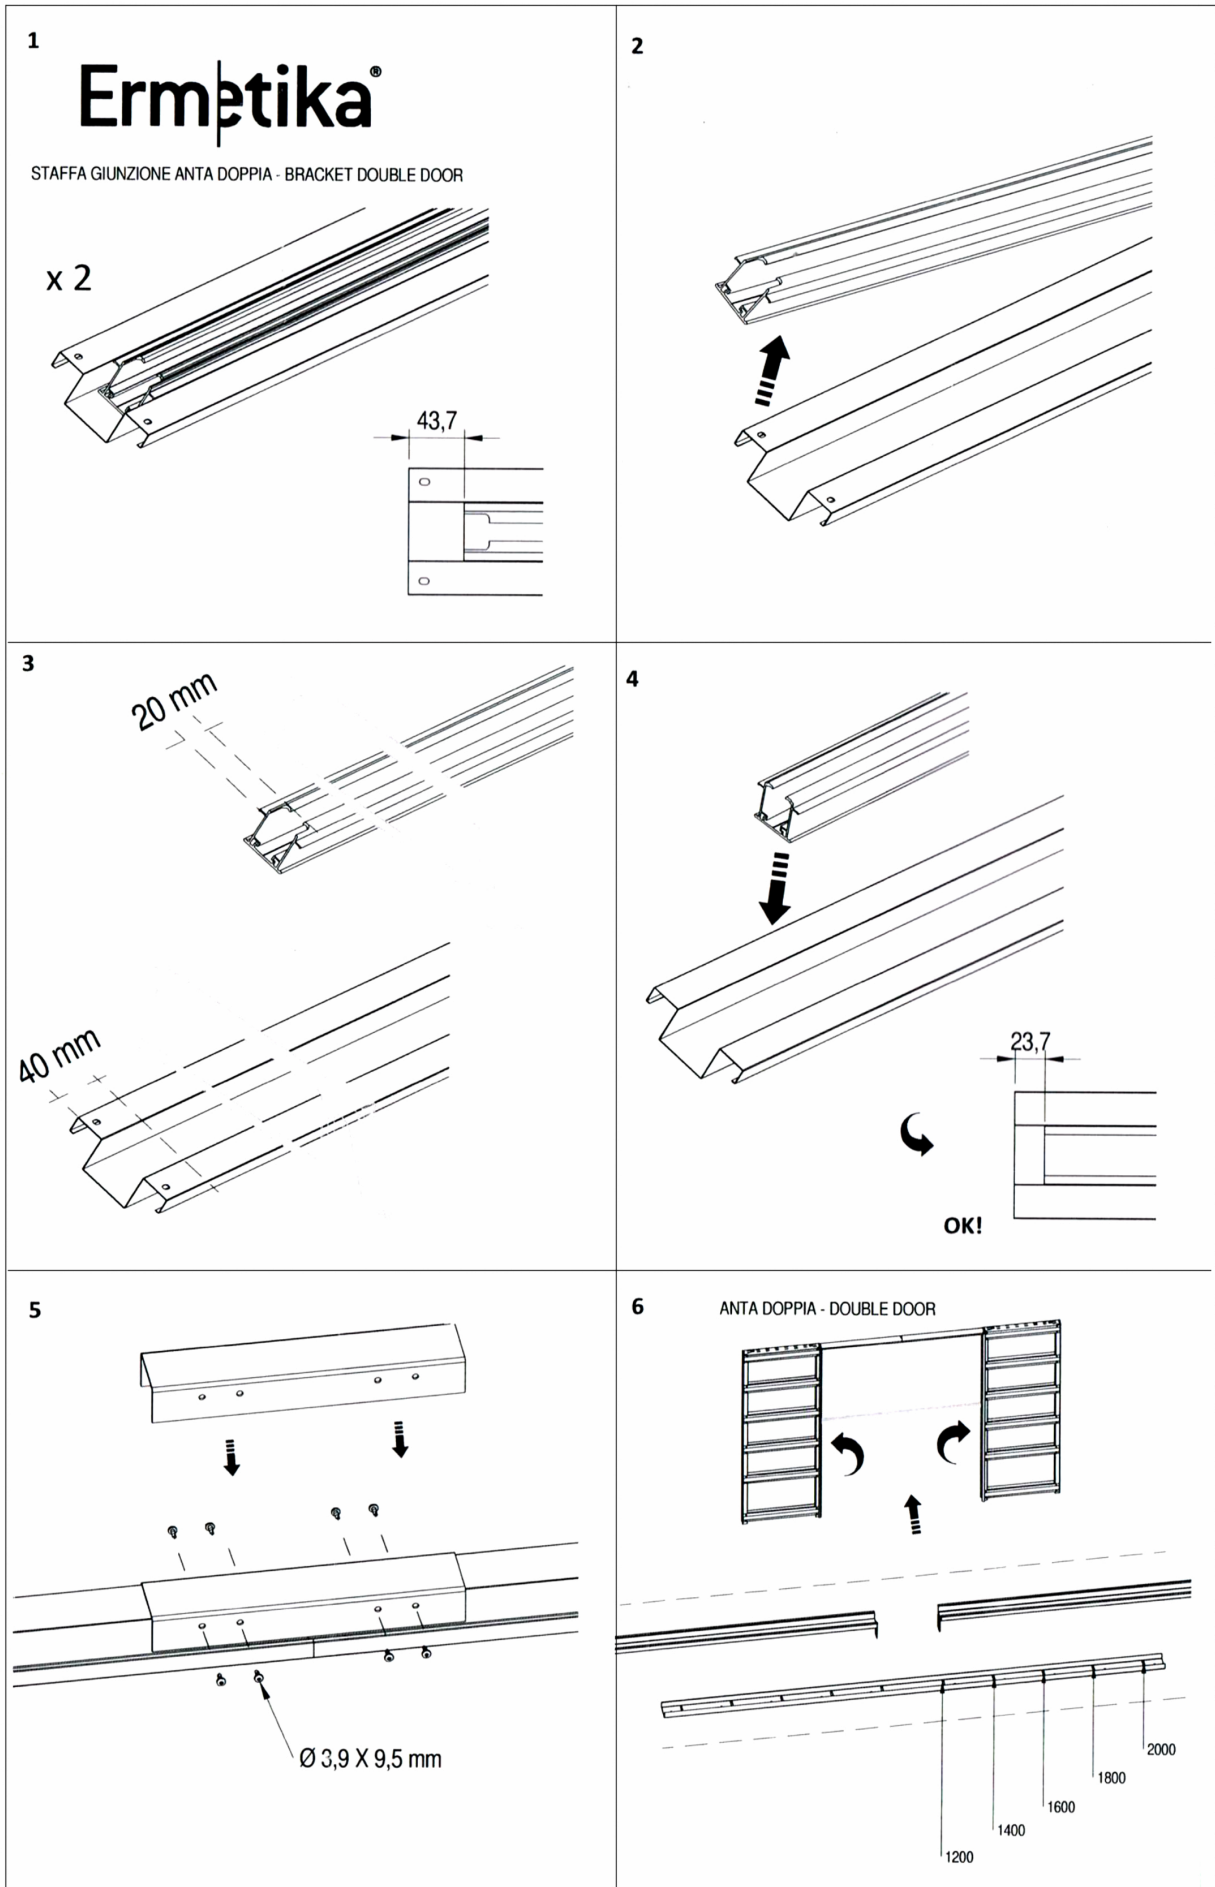 1
Ermetika®
STAFFA GIUNZIONE ANTA DOPPIA - BRACKET DOUBLE DOOR
x 2
43,7
2
3
20 mm
40 mm
4
23,7
OK!
5
Ø 3,9 X 9,5 mm
6
ANTA DOPPIA - DOUBLE DOOR
2000
1800
1600
1400
1200